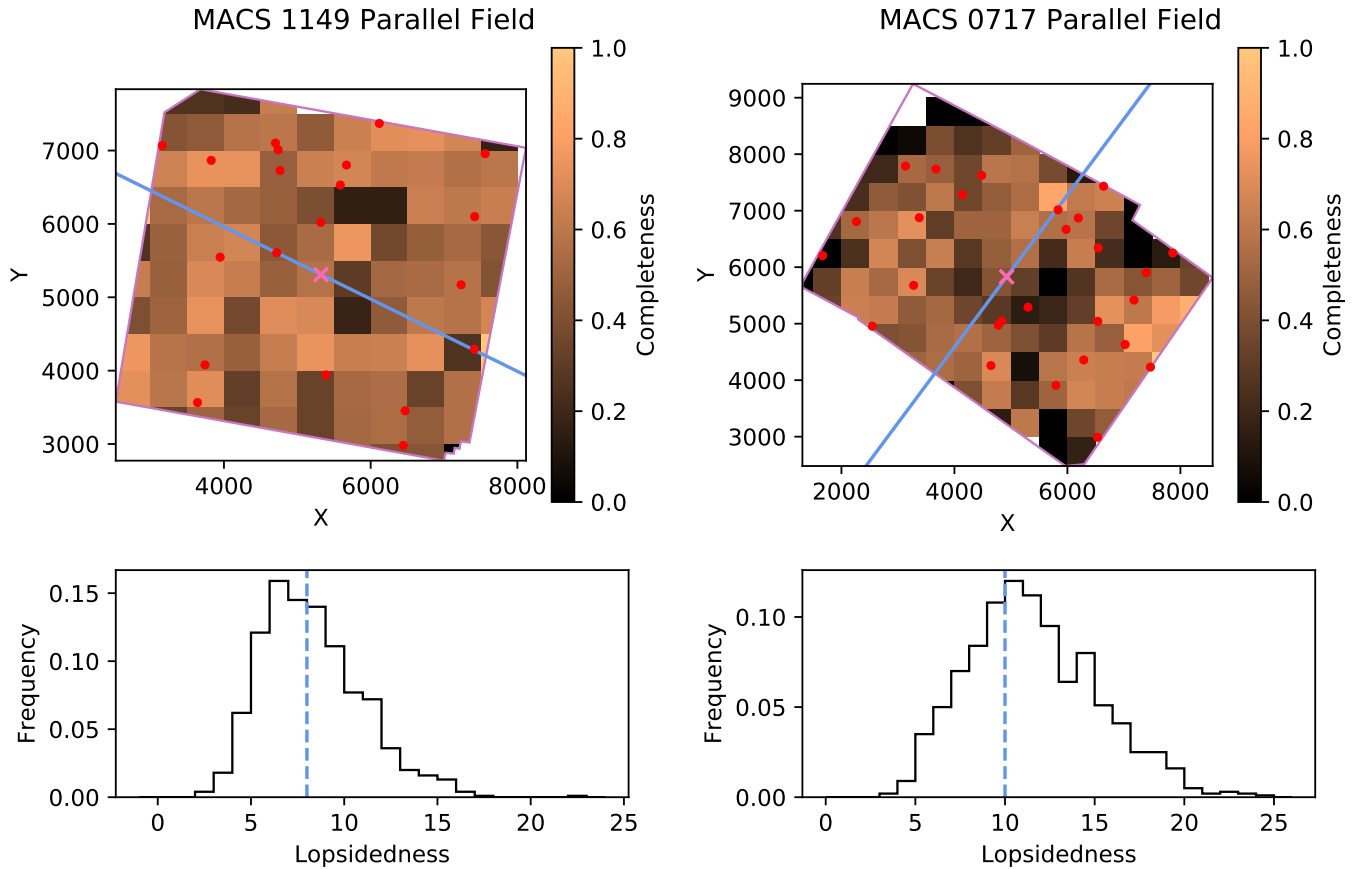 MACS 1149 Parallel Field
MACS 0717 Parallel Field
1.0
0.8
0.6
0.4
0.2
0.0
Completeness
7000
6000
5000
4000
3000
Y
4000 6000 8000
X
1.0
0.8
0.6
0.4
0.2
0.0
Completeness
9000
8000
7000
6000
5000
4000
3000
Y
2000 4000 6000 8000
X
0.15
0.10
0.05
0.00
Frequency
0 5 10 15 20 25
Lopsidedness
0.10
0.05
0.00
Frequency
0 5 10 15 20 25
Lopsidedness